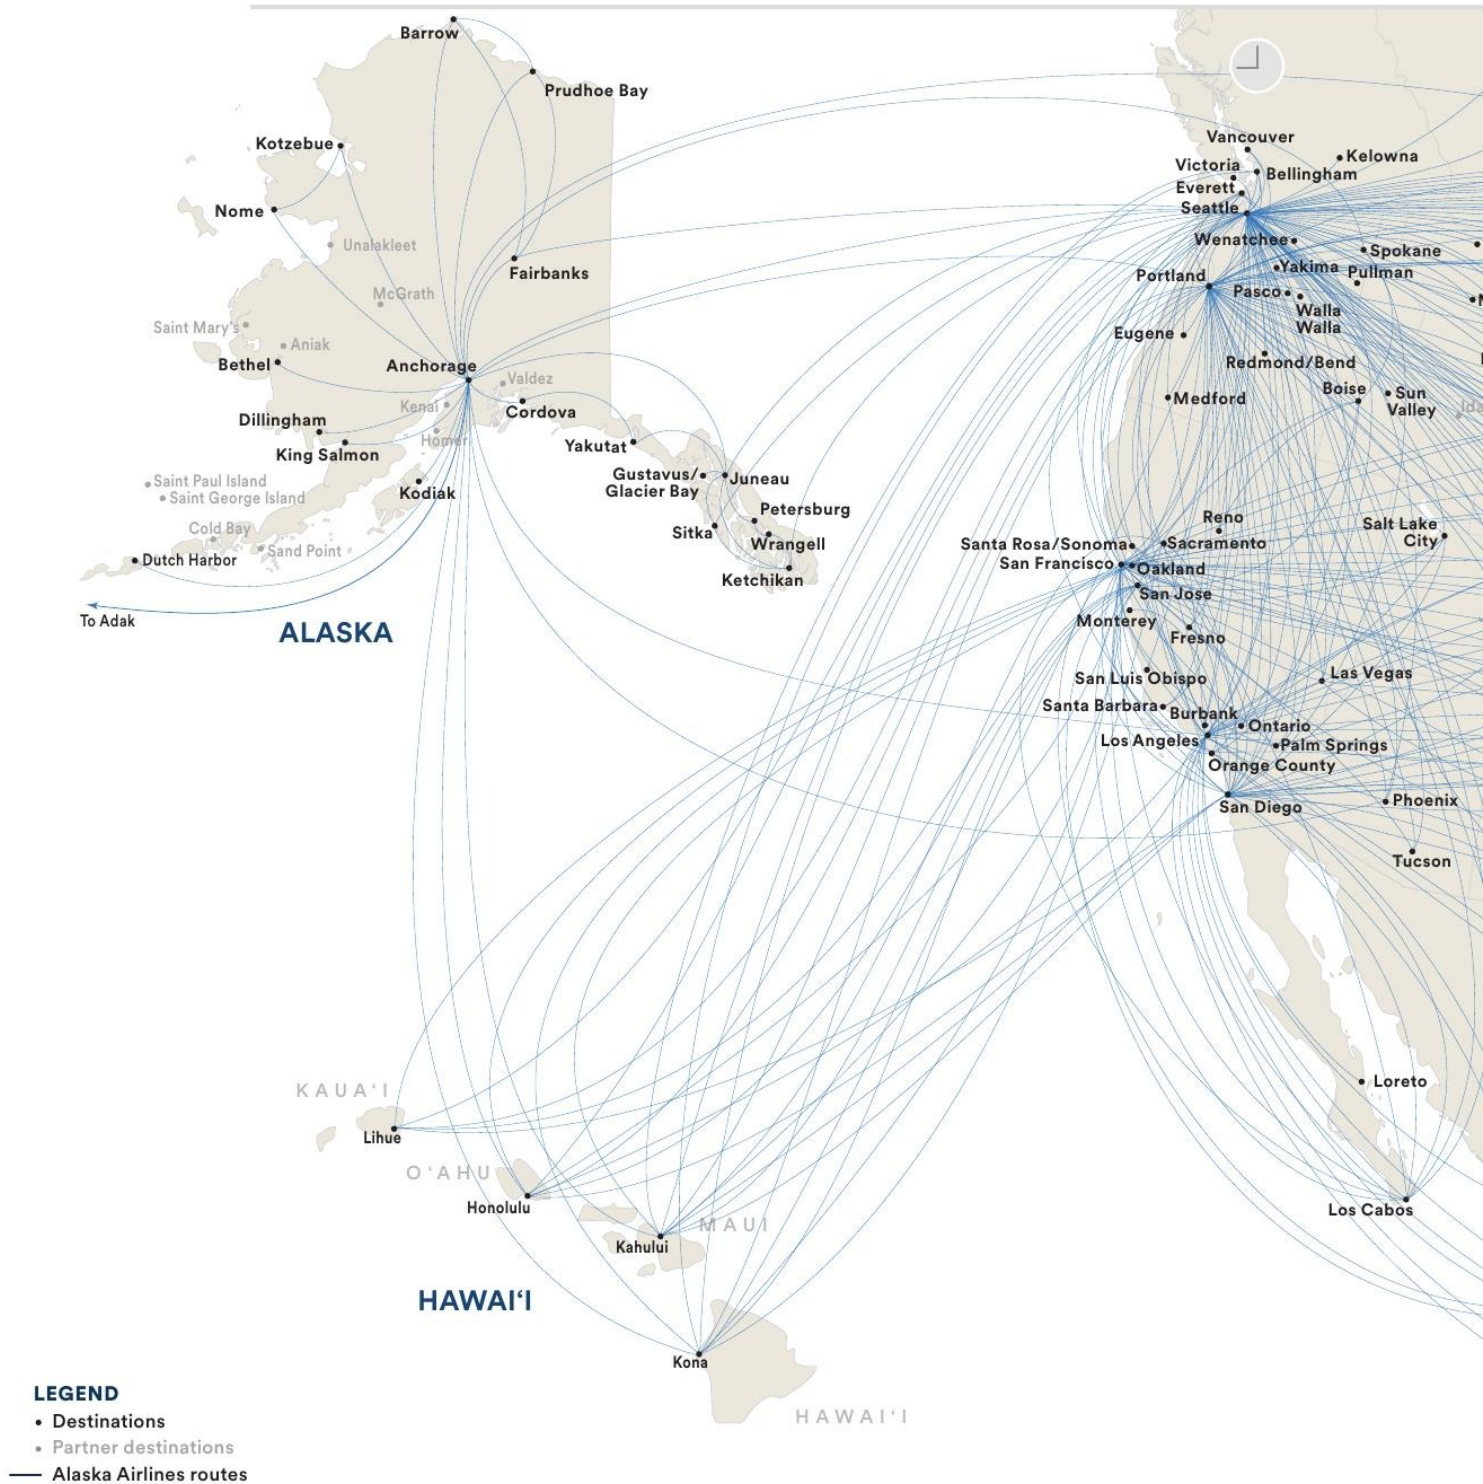 Barrow
Prudhoe Bay
Kotzebue
Nome
Unalakleet
Fairbanks
McGrath
Saint Mary's
Aniak
Bethel
Anchorage
Valdez
Kenai
Cordova
Dillingham
Homer
King Salmon
Yakutat
Gustavus/
Glacier Bay
Juneau
Saint Paul Island
Saint George Island
Kodiak
Petersburg
Cold Bay
Sitka
Wrangell
Sand Point
Dutch Harbor
Ketchikan
To Adak
ALASKA
Vancouver
Kelowna
Victoria
Bellingham
Everett
Seattle
Wenatchee
Spokane
Yakima
Pullman
Portland
Pasco
Walla
Walla
Eugene
Redmond/Bend
Boise
Sun
Valley
Medford
Reno
Salt Lake
City
Santa Rosa/Sonoma
Sacramento
San Francisco
Oakland
San Jose
Monterey
Fresno
San Luis Obispo
Las Vegas
Santa Barbara
Burbank
Ontario
Los Angeles
Palm Springs
Orange County
San Diego
Phoenix
Tucson
Loreto
Los Cabos
KAUA‘I
Lihue
O‘AHU
Honolulu
MAUI
Kahului
HAWAI‘I
Kona
HAWAI‘I
LEGEND
Destinations
Partner destinations
Alaska Airlines routes